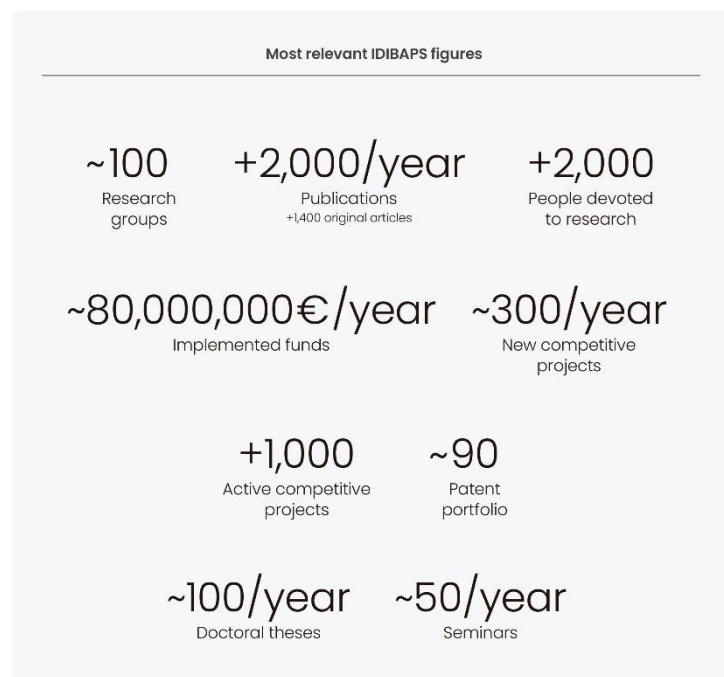 Most relevant IDIBAPS figures
~100
Research
groups
+2,000/year
Publications
+1,400 original articles
+2,000
People devoted
to research
~80,000,000€/year
Implemented funds
~300/year
New competitive
projects
+1,000
Active competitive
projects
~90
Patent
portfolio
~100/year
Doctoral theses
~50/year
Seminars